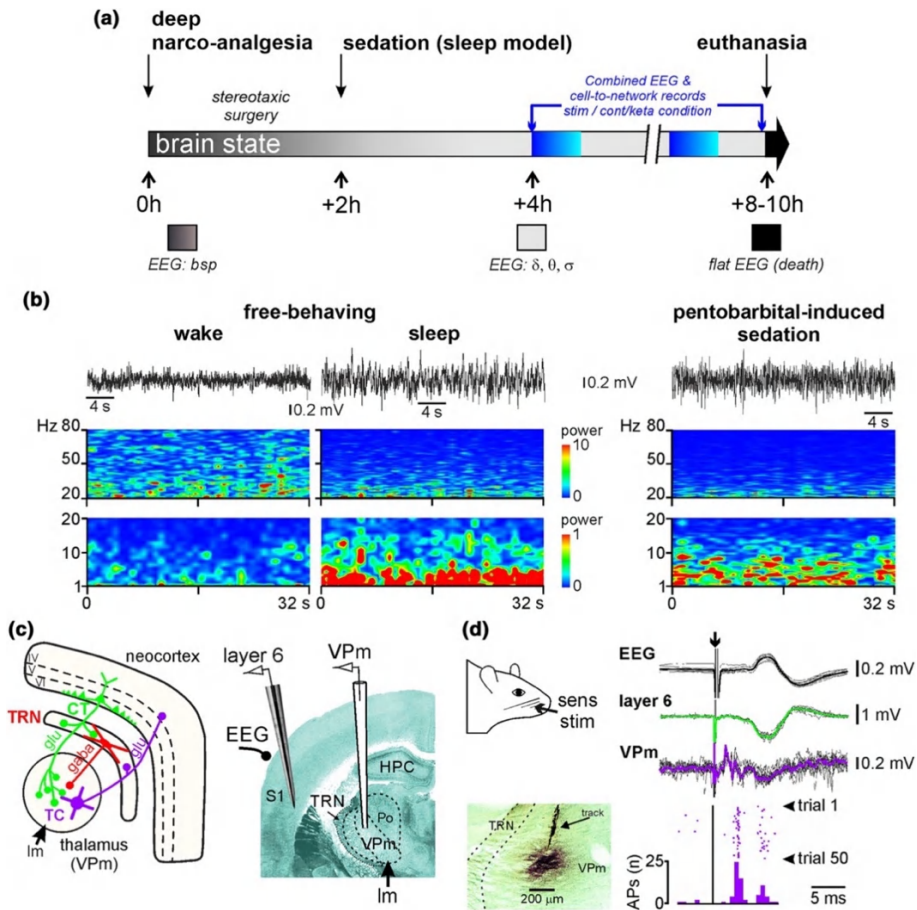 (a)
deep
narco-analgesia
sedation (sleep model)
euthanasia
stereotaxic
surgery
Combined EEG &
cell-to-network records
stim / cont/keta condition
brain state
0h
+2h
+4h
+8-10h
EEG: bsp
EEG: δ, θ, σ
flat EEG (death)
(b)
free-behaving
wake
sleep
pentobarbital-induced
sedation
4 s
0.2 mV
4 s
0.2 mV
4 s
Hz 80
50
20
power
10
0
80
50
20
20
10
1
power
1
0
20
10
1
0
32 s
0
32 s
0
32 s
(c)
neocortex
IV
V
VI
TRN
CT
glu
gaba
glu
TC
lm
thalamus
(VPm)
layer 6
VPm
EEG
S1
TRN
HPC
Po
VPm
lm
(d)
sens
stim
EEG
0.2 mV
layer 6
1 mV
VPm
0.2 mV
TRN
track
VPm
200 µm
trial 1
trial 50
APs (n)
25
0
5 ms